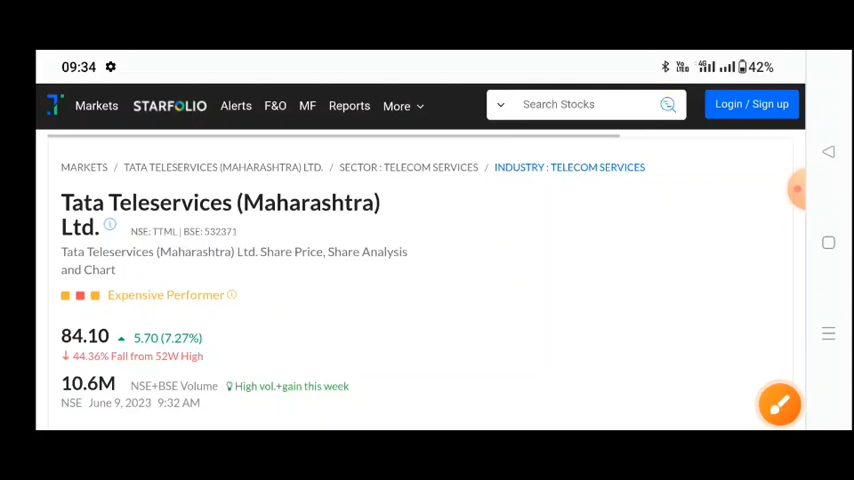 09:34 VoLTE 4G 42%
Markets STARFOLIO Alerts F&O MF Reports More Search Stocks Login / Sign up
MARKETS / TATA TELESERVICES (MAHARASHTRA) LTD. / SECTOR : TELECOM SERVICES / INDUSTRY : TELECOM SERVICES
Tata Teleservices (Maharashtra)
Ltd. NSE: TTML | BSE: 532371
Tata Teleservices (Maharashtra) Ltd. Share Price, Share Analysis
and Chart
Expensive Performer
84.10 5.70 (7.27%)
44.36% Fall from 52W High
10.6M NSE+BSE Volume High vol.+gain this week
NSE June 9, 2023 9:32 AM